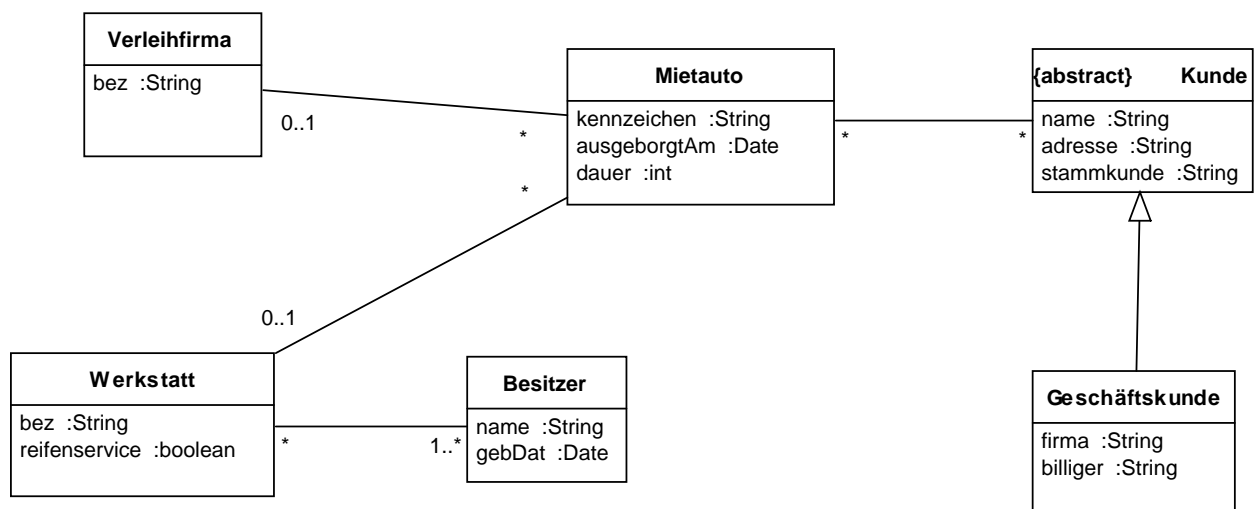 Verleihfirma
bez :String
0..1
*
Mietauto
kennzeichen :String
ausgeborgtAm :Date
dauer :int
*
*
{abstract} Kunde
name :String
adresse :String
stammkunde :String
*
0..1
Werkstatt
bez :String
reifenservice :boolean
*
1..*
Besitzer
name :String
gebDat :Date
Geschäftskunde
firma :String
billiger :String